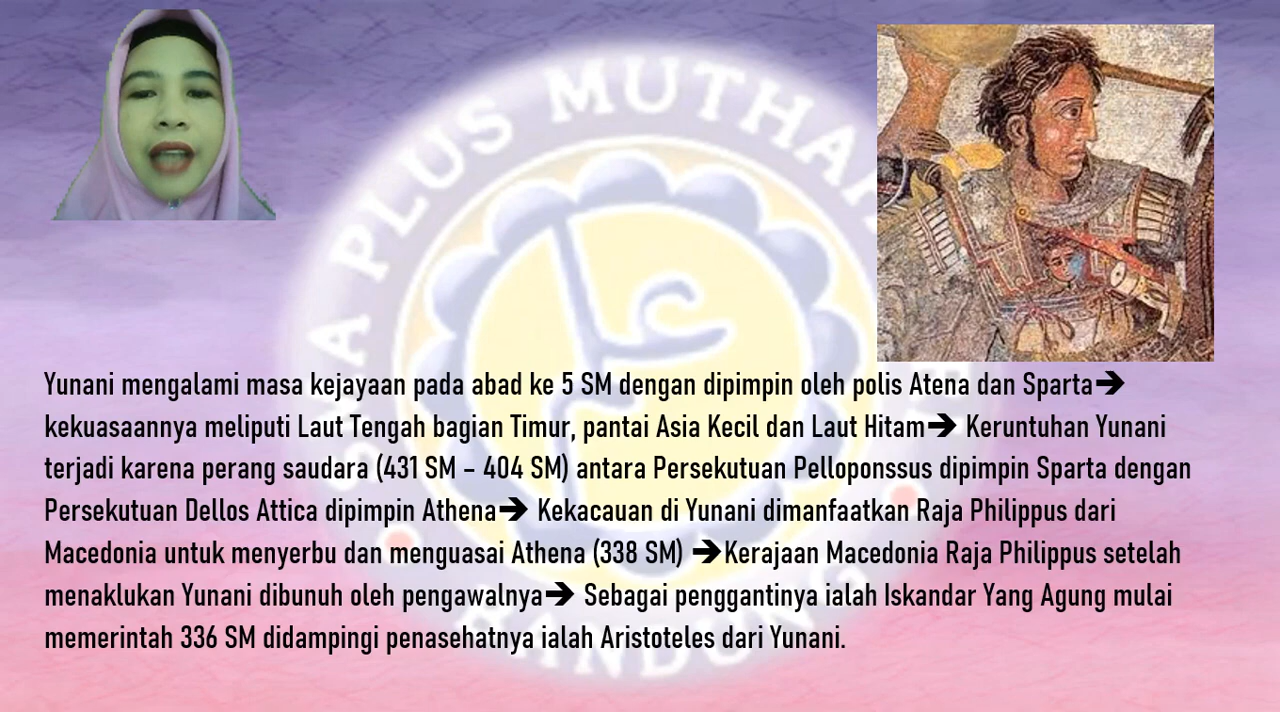 A PLUS MUTHA
Yunani mengalami masa kejayaan pada abad ke 5 SM dengan dipimpin oleh polis Atena dan Sparta➔
kekuasaannya meliputi Laut Tengah bagian Timur, pantai Asia Kecil dan Laut Hitam➔ Keruntuhan Yunani
terjadi karena perang saudara (431 SM – 404 SM) antara Persekutuan Pelloponssus dipimpin Sparta dengan
Persekutuan Dellos Attica dipimpin Athena➔ Kekacauan di Yunani dimanfaatkan Raja Philippus dari
Macedonia untuk menyerbu dan menguasai Athena (338 SM) ➔Kerajaan Macedonia Raja Philippus setelah
menaklukan Yunani dibunuh oleh pengawalnya➔ Sebagai penggantinya ialah Iskandar Yang Agung mulai
memerintah 336 SM didampingi penasehatnya ialah Aristoteles dari Yunani.